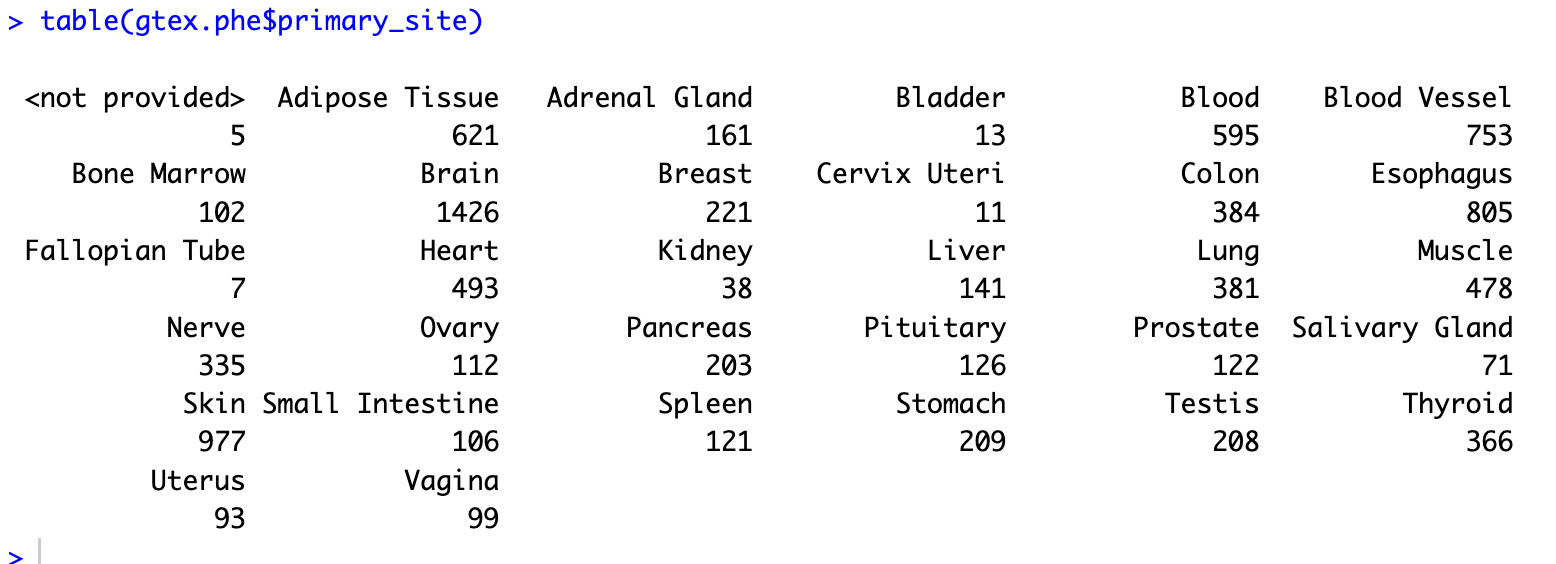 > table(gtex.phe$primary_site)
<not provided> Adipose Tissue Adrenal Gland Bladder Blood Blood Vessel
5 621 161 13 595 753
Bone Marrow Brain Breast Cervix Uteri Colon Esophagus
102 1426 221 11 384 805
Fallopian Tube Heart Kidney Liver Lung Muscle
7 493 38 141 381 478
Nerve Ovary Pancreas Pituitary Prostate Salivary Gland
335 112 203 126 122 71
Skin Small Intestine Spleen Stomach Testis Thyroid
977 106 121 209 208 366
Uterus Vagina
93 99
>